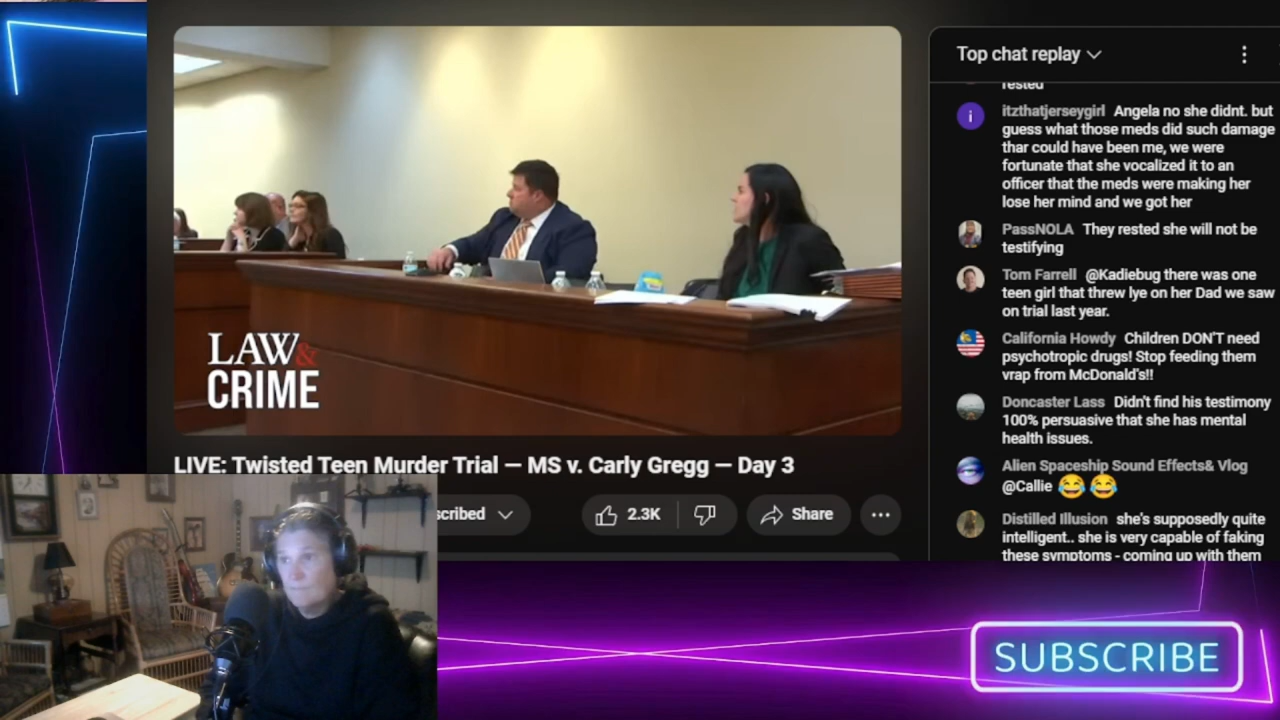 LAW&
CRIME
LIVE: Twisted Teen Murder Trial — MS v. Carly Gregg — Day 3
scribed
2.3K
Share
Top chat replay
rested
i
itzthatjerseygirl Angela no she didnt. but
guess what those meds did such damage
thar could have been me, we were
fortunate that she vocalized it to an
officer that the meds were making her
lose her mind and we got her
PassNOLA They rested she will not be
testifying
Tom Farrell @Kadiebug there was one
teen girl that threw lye on her Dad we saw
on trial last year.
California Howdy Children DON'T need
psychotropic drugs! Stop feeding them
vrap from McDonald's!!
Doncaster Lass Didn't find his testimony
100% persuasive that she has mental
health issues.
Alien Spaceship Sound Effects& Vlog
@Callie 😂 😂
Distilled Illusion she's supposedly quite
intelligent.. she is very capable of faking
these symptoms - coming up with them
SUBSCRIBE